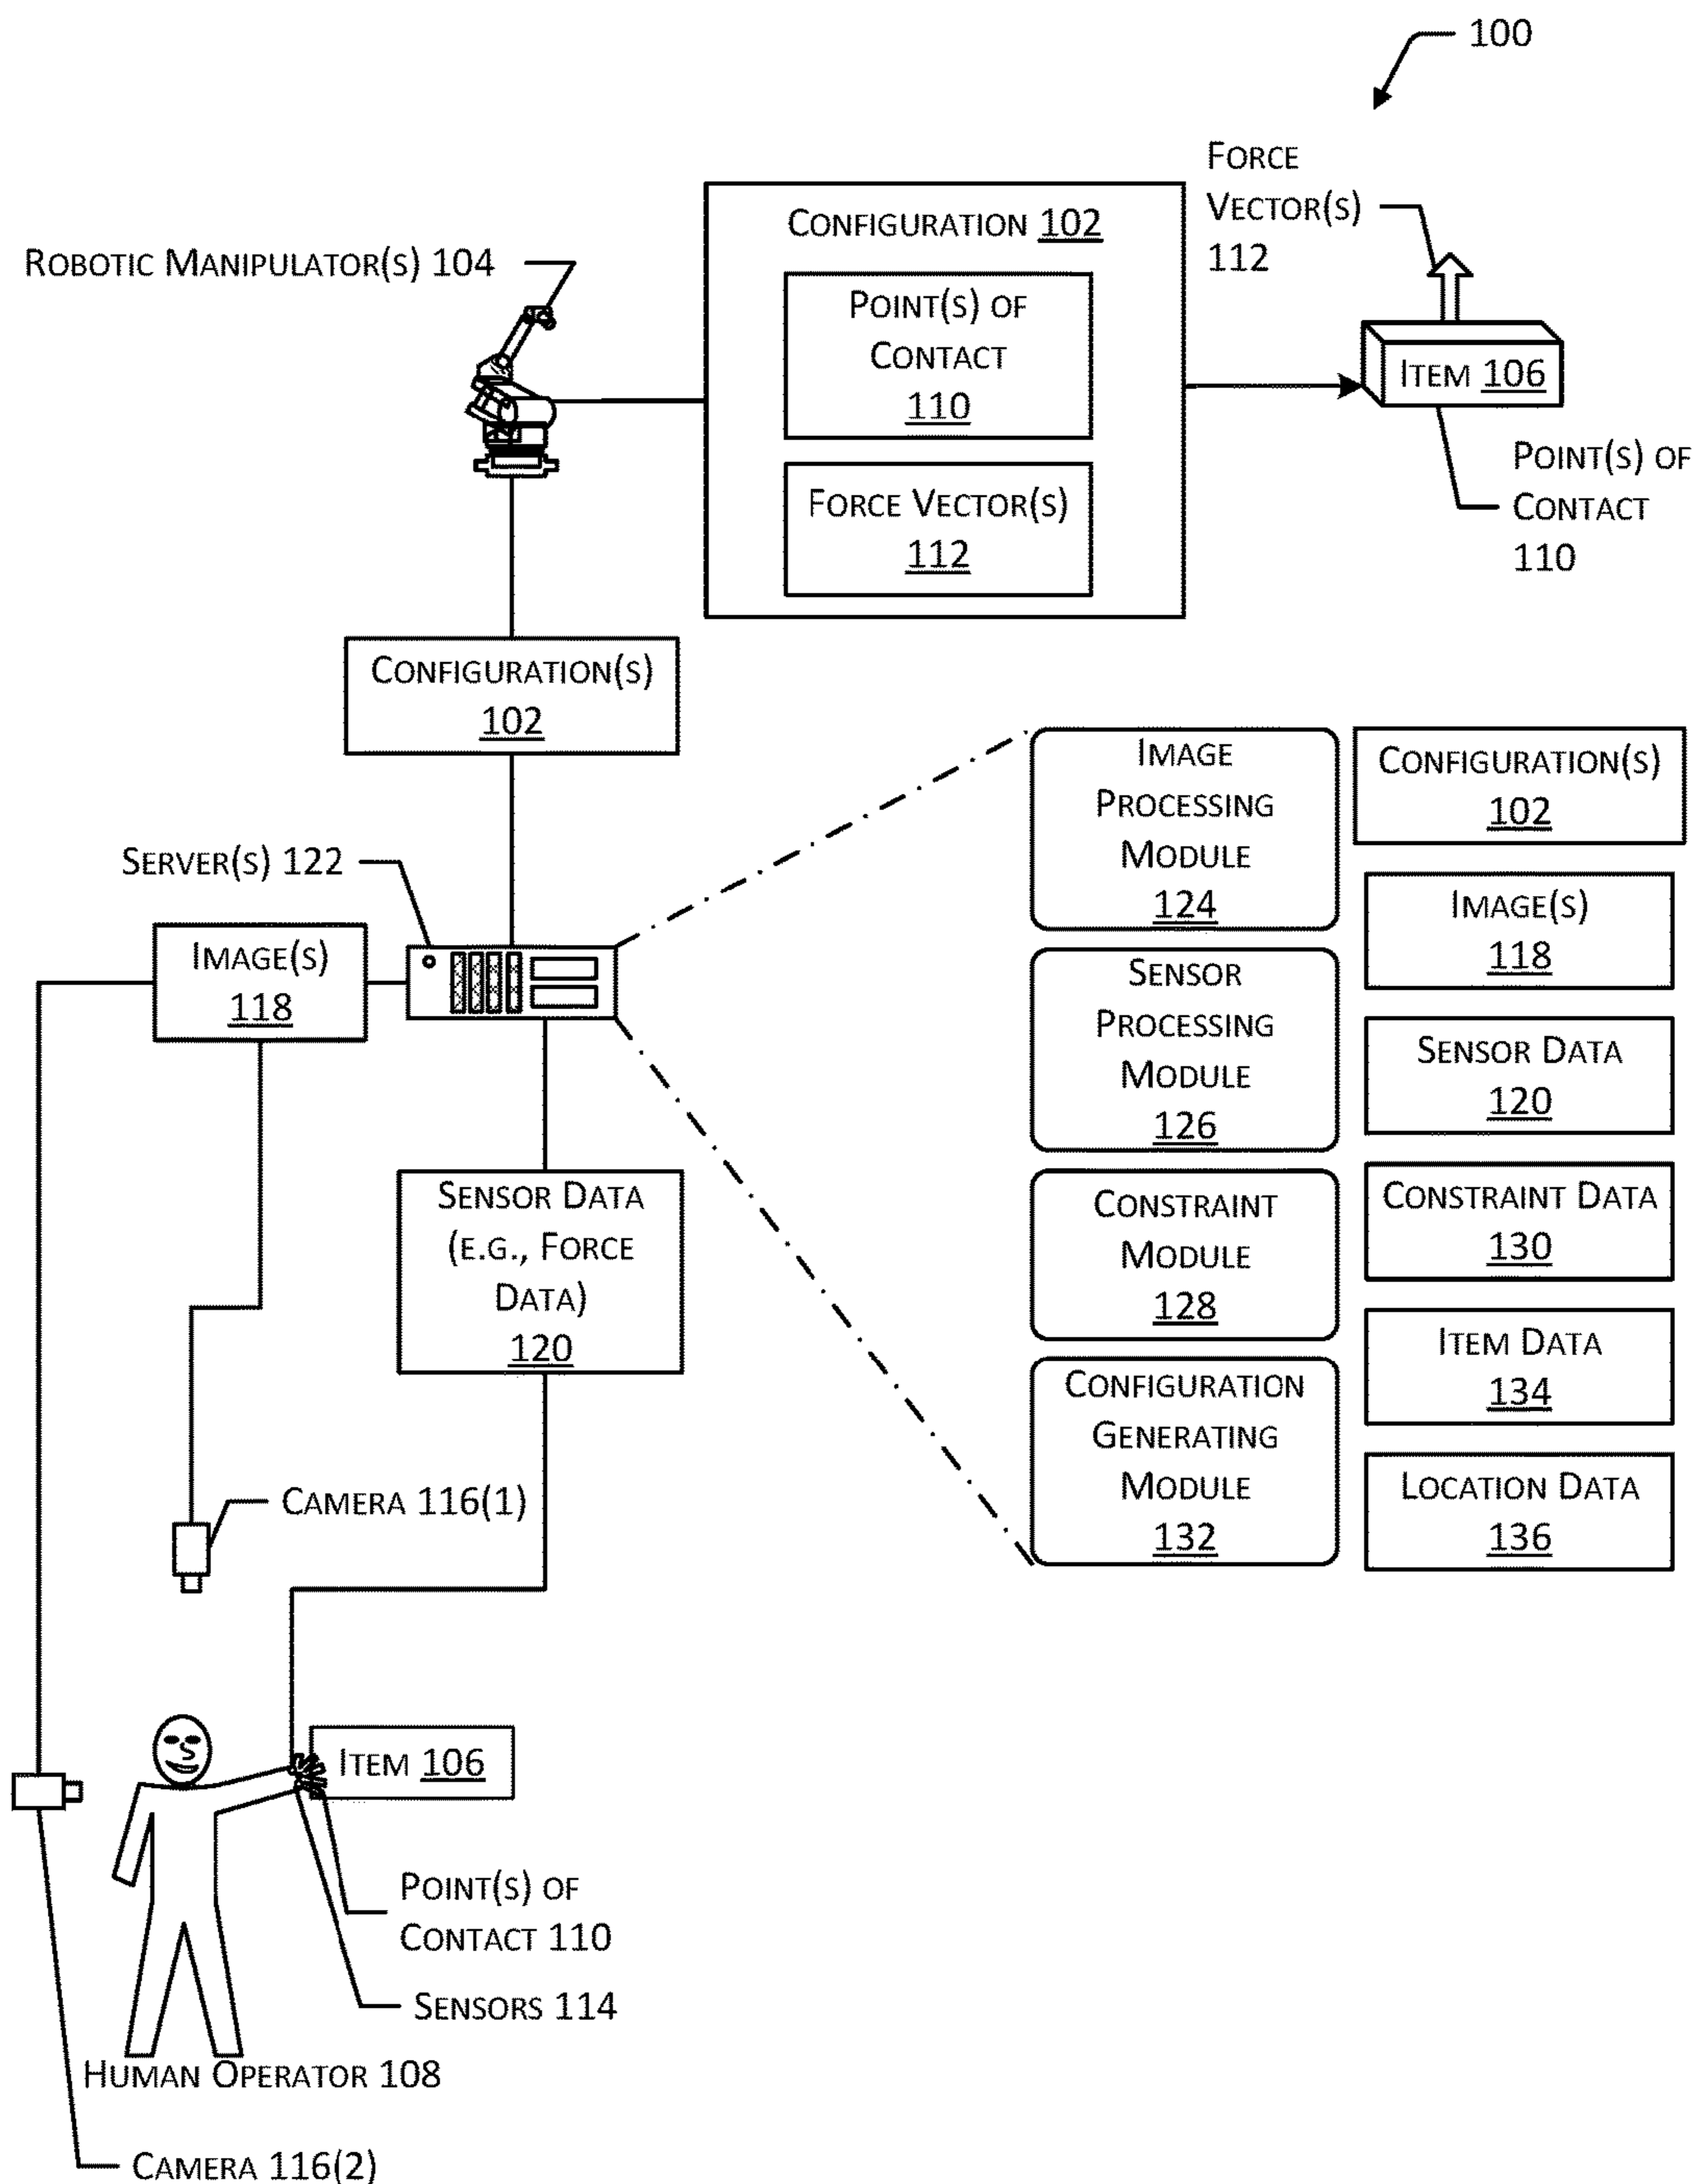 100
FORCE
VECTOR(S)
112
ROBOTIC MANIPULATOR(S) 104
CONFIGURATION 102
POINT(S) OF
CONTACT
110
FORCE VECTOR(S)
112
ITEM 106
POINT(S) OF
CONTACT
110
CONFIGURATION(S)
102
SERVER(S) 122
IMAGE(S)
118
SENSOR DATA
(E.G., FORCE
DATA)
120
IMAGE
PROCESSING
MODULE
124
SENSOR
PROCESSING
MODULE
126
CONSTRAINT
MODULE
128
CONFIGURATION
GENERATING
MODULE
132
CONFIGURATION(S)
102
IMAGE(S)
118
SENSOR DATA
120
CONSTRAINT DATA
130
ITEM DATA
134
LOCATION DATA
136
CAMERA 116(1)
ITEM 106
POINT(S) OF
CONTACT 110
SENSORS 114
HUMAN OPERATOR 108
CAMERA 116(2)